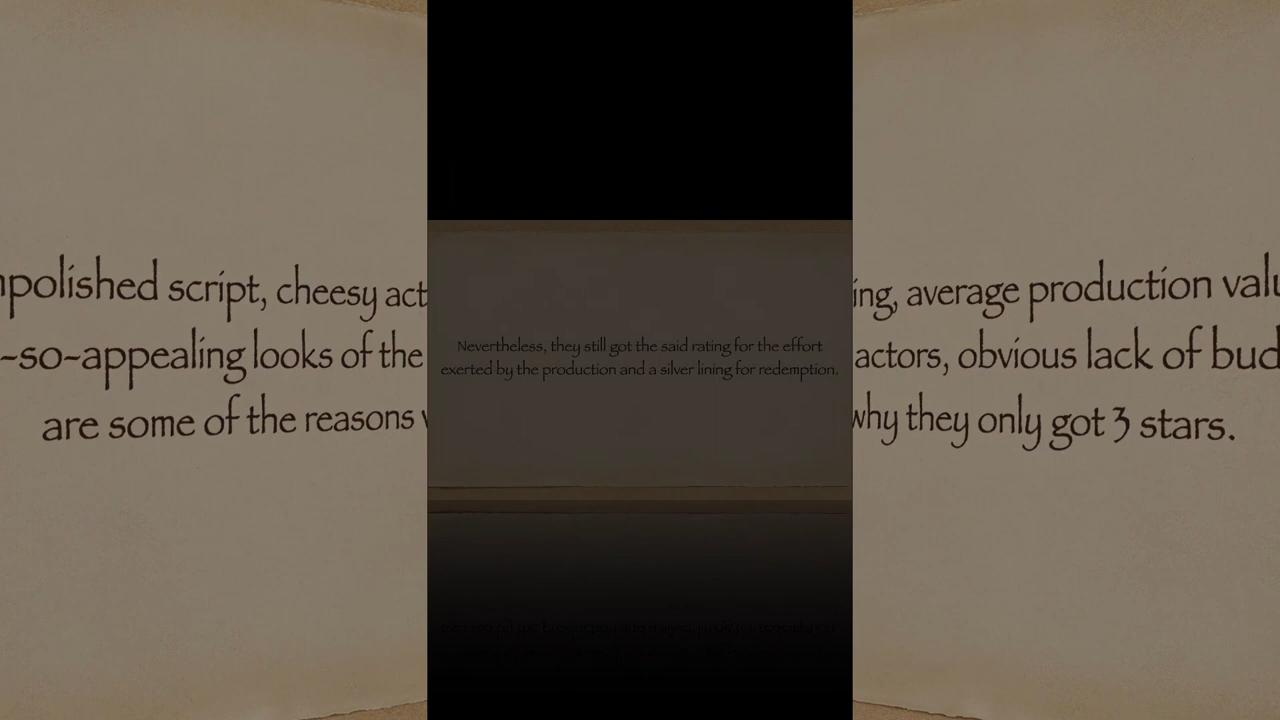 polished script, cheesy act
-so-appealing looks of the
are some of the reasons
Nevertheless, they still got the said rating for the effort
exerted by the production and a silver lining for redemption.
ing, average production valu
actors, obvious lack of bud
why they only got 3 stars.